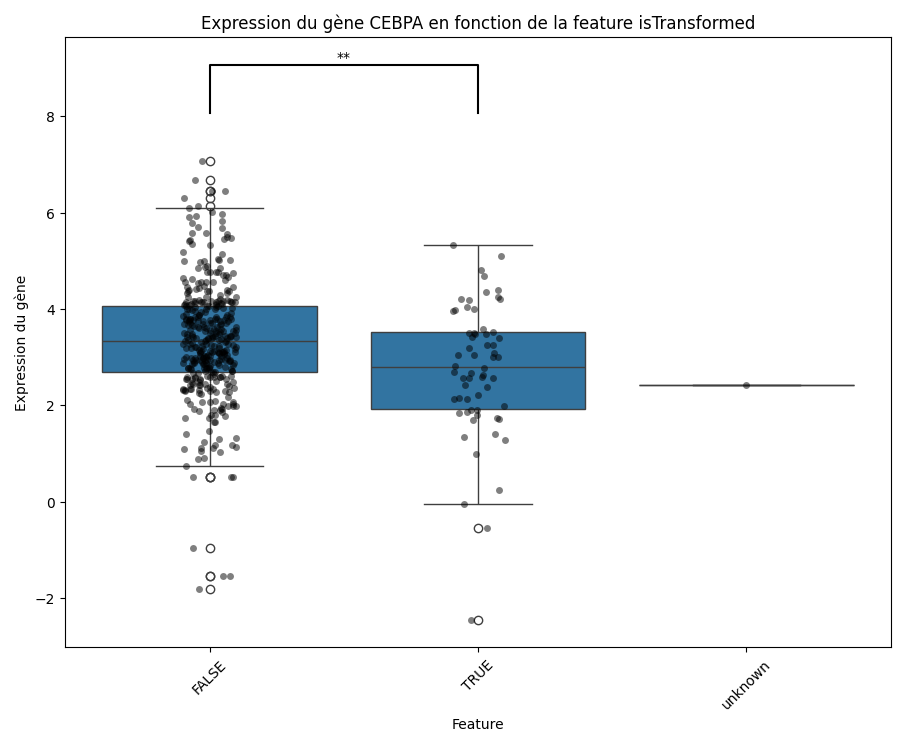 Expression du gène CEBPA en fonction de la feature isTransformed
**
8
6
4
2
0
−2
Expression du gène
FALSE
TRUE
unknown
Feature